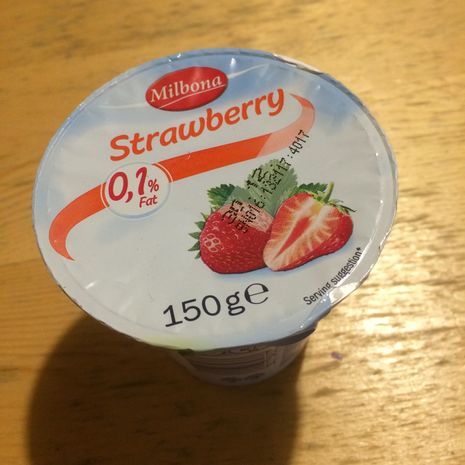 Milbona
Strawberry
0,1%
Fat
150g℮
Serving suggestion*